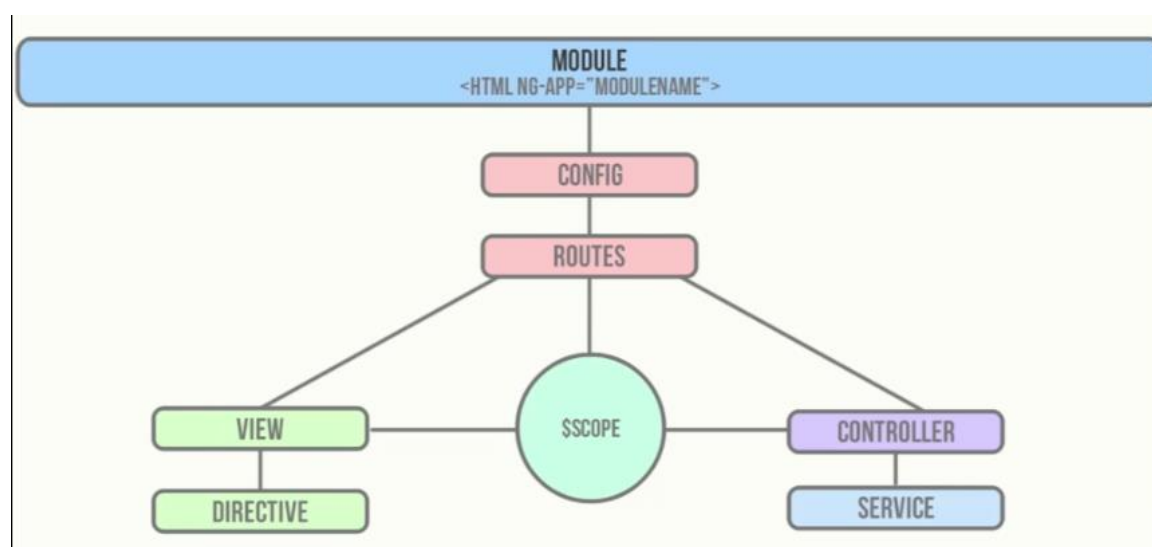 MODULE
<HTML NG-APP="MODULENAME">
CONFIG
ROUTES
VIEW
$SCOPE
CONTROLLER
DIRECTIVE
SERVICE